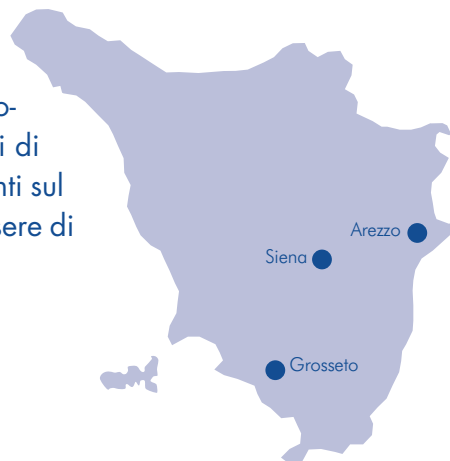 o-
i di
nti sul
sere di
Arezzo
Siena
Grosseto